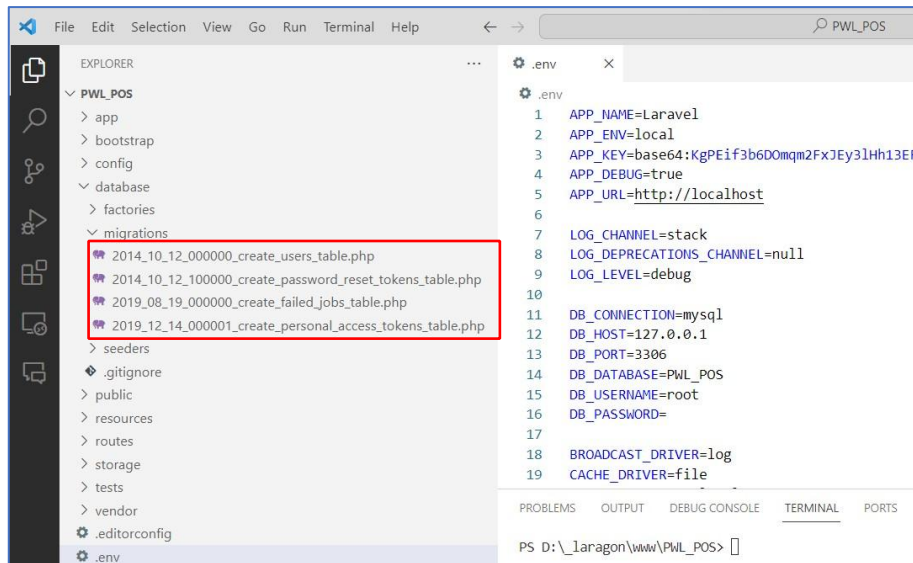 File Edit Selection View Go Run Terminal Help
PWL_POS
EXPLORER
PWL_POS
app
bootstrap
config
database
factories
migrations
2014_10_12_000000_create_users_table.php
2014_10_12_100000_create_password_reset_tokens_table.php
2019_08_19_000000_create_failed_jobs_table.php
2019_12_14_000001_create_personal_access_tokens_table.php
seeders
.gitignore
public
resources
routes
storage
tests
vendor
.editorconfig
.env
.env
.env
1 APP_NAME=Laravel
2 APP_ENV=local
3 APP_DEBUG=true
4 APP_URL=http://localhost
5
6
7 LOG_CHANNEL=stack
8 LOG_DEPRECATIONS_CHANNEL=null
9 LOG_LEVEL=debug
10
11 DB_CONNECTION=mysql
12 DB_HOST=127.0.0.1
13 DB_PORT=3306
14 DB_DATABASE=PWL_POS
15 DB_USERNAME=root
16 DB_PASSWORD=
17
18 BROADCAST_DRIVER=log
19 CACHE_DRIVER=file
PROBLEMS OUTPUT DEBUG CONSOLE TERMINAL PORTS
PS D:\_laragon\www\PWL_POS>